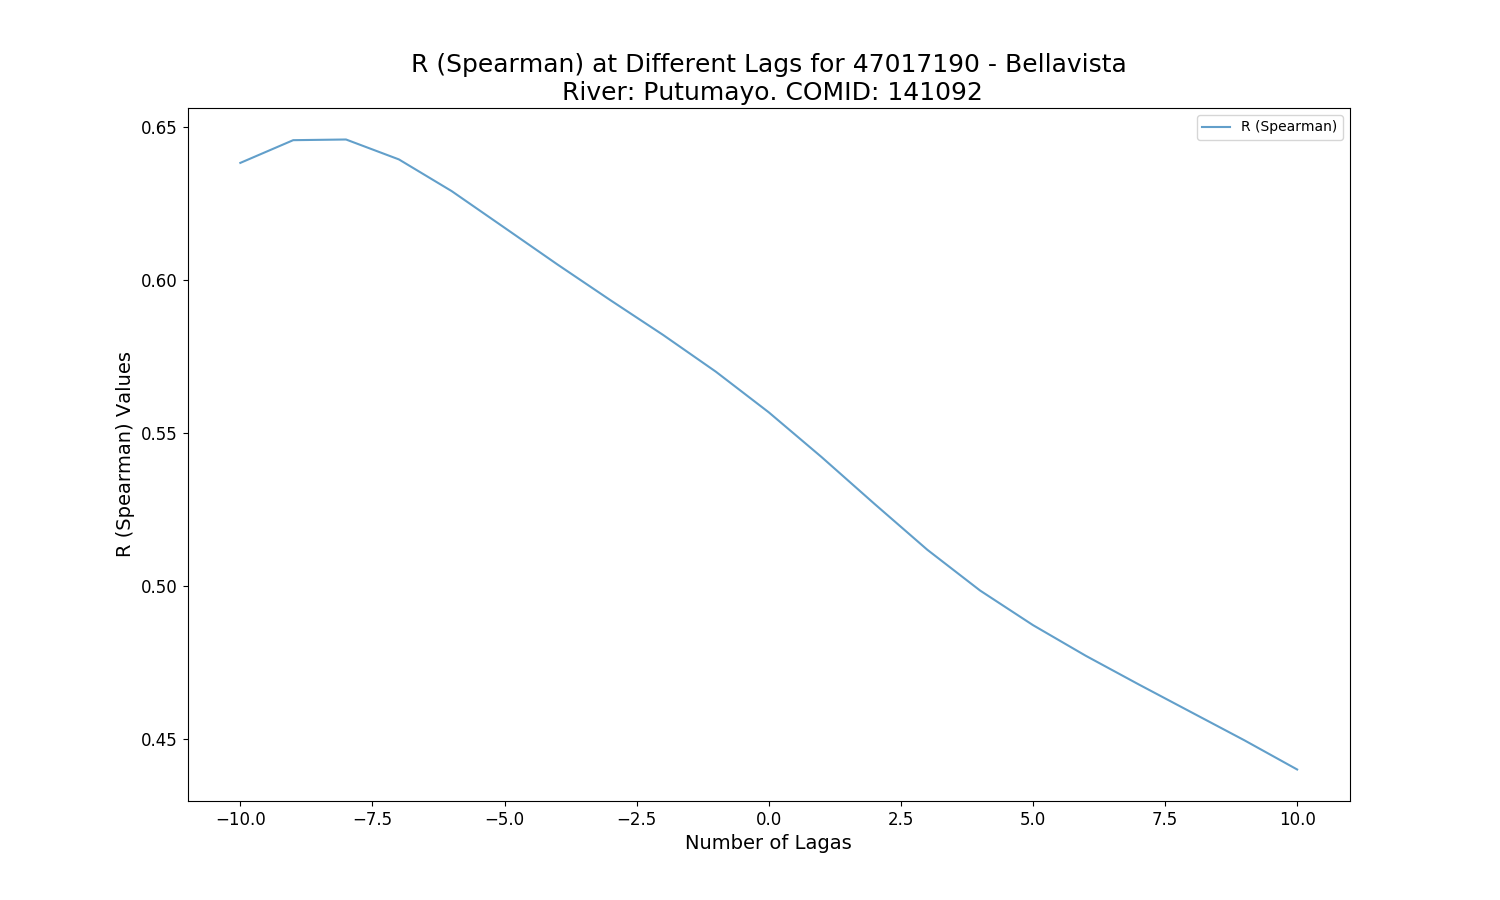 R (Spearman) at Different Lags for 47017190 - Bellavista
River: Putumayo. COMID: 141092
R (Spearman)
0.65
0.60
0.55
0.50
0.45
R (Spearman) Values
−10.0 −7.5 −5.0 −2.5 0.0 2.5 5.0 7.5 10.0
Number of Lagas